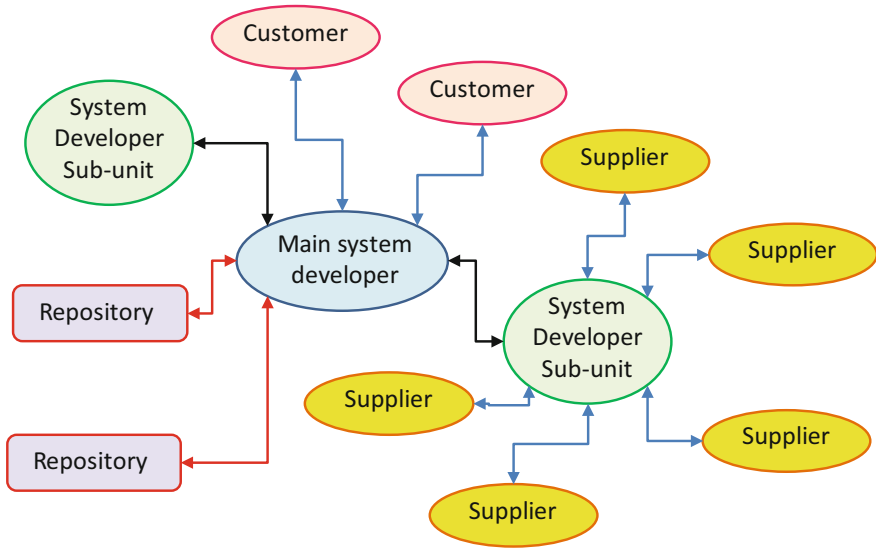 Customer
Customer
System
Developer
Sub-unit
Supplier
Main system
developer
Supplier
Repository
System
Developer
Sub-unit
Supplier
Supplier
Repository
Supplier